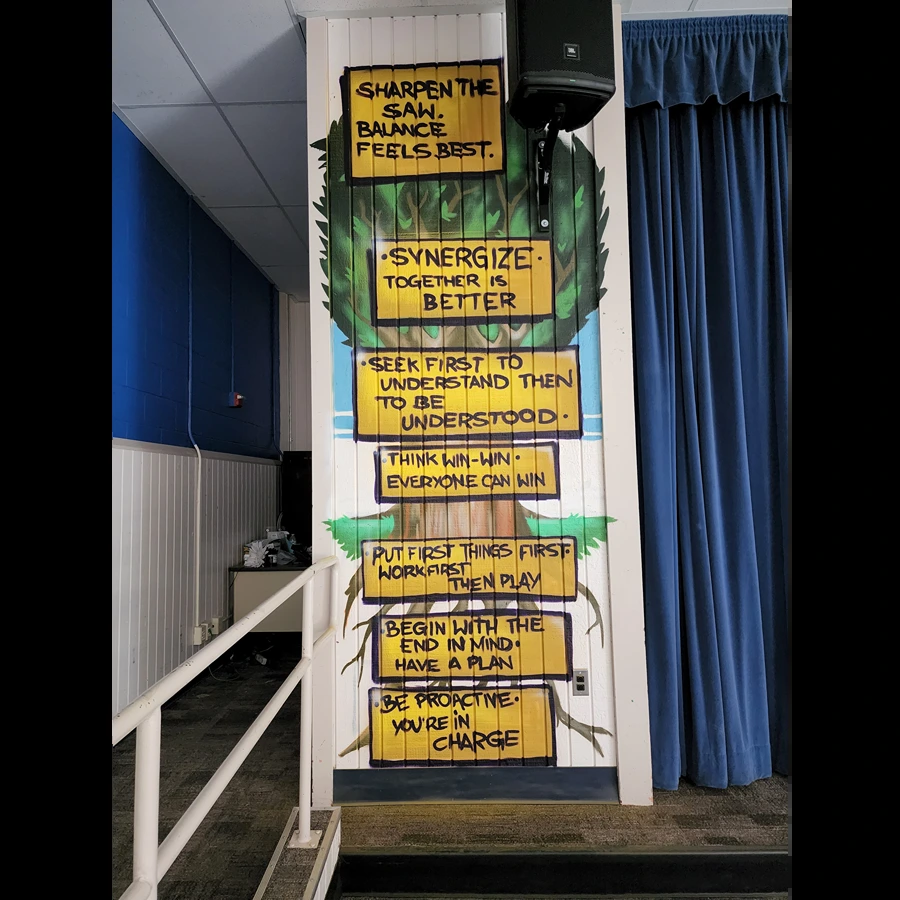 JBL
SHARPEN THE
SAW.
BALANCE
FEELS BEST.
•SYNERGIZE•
TOGETHER IS
BETTER
•SEEK FIRST TO
UNDERSTAND THEN
TO BE
UNDERSTOOD•
•THINK WIN-WIN•
EVERYONE CAN WIN
•PUT FIRST THINGS FIRST•
WORK FIRST
THEN PLAY
•BEGIN WITH THE
END IN MIND•
HAVE A PLAN
•BE PROACTIVE•
YOU'RE IN
CHARGE